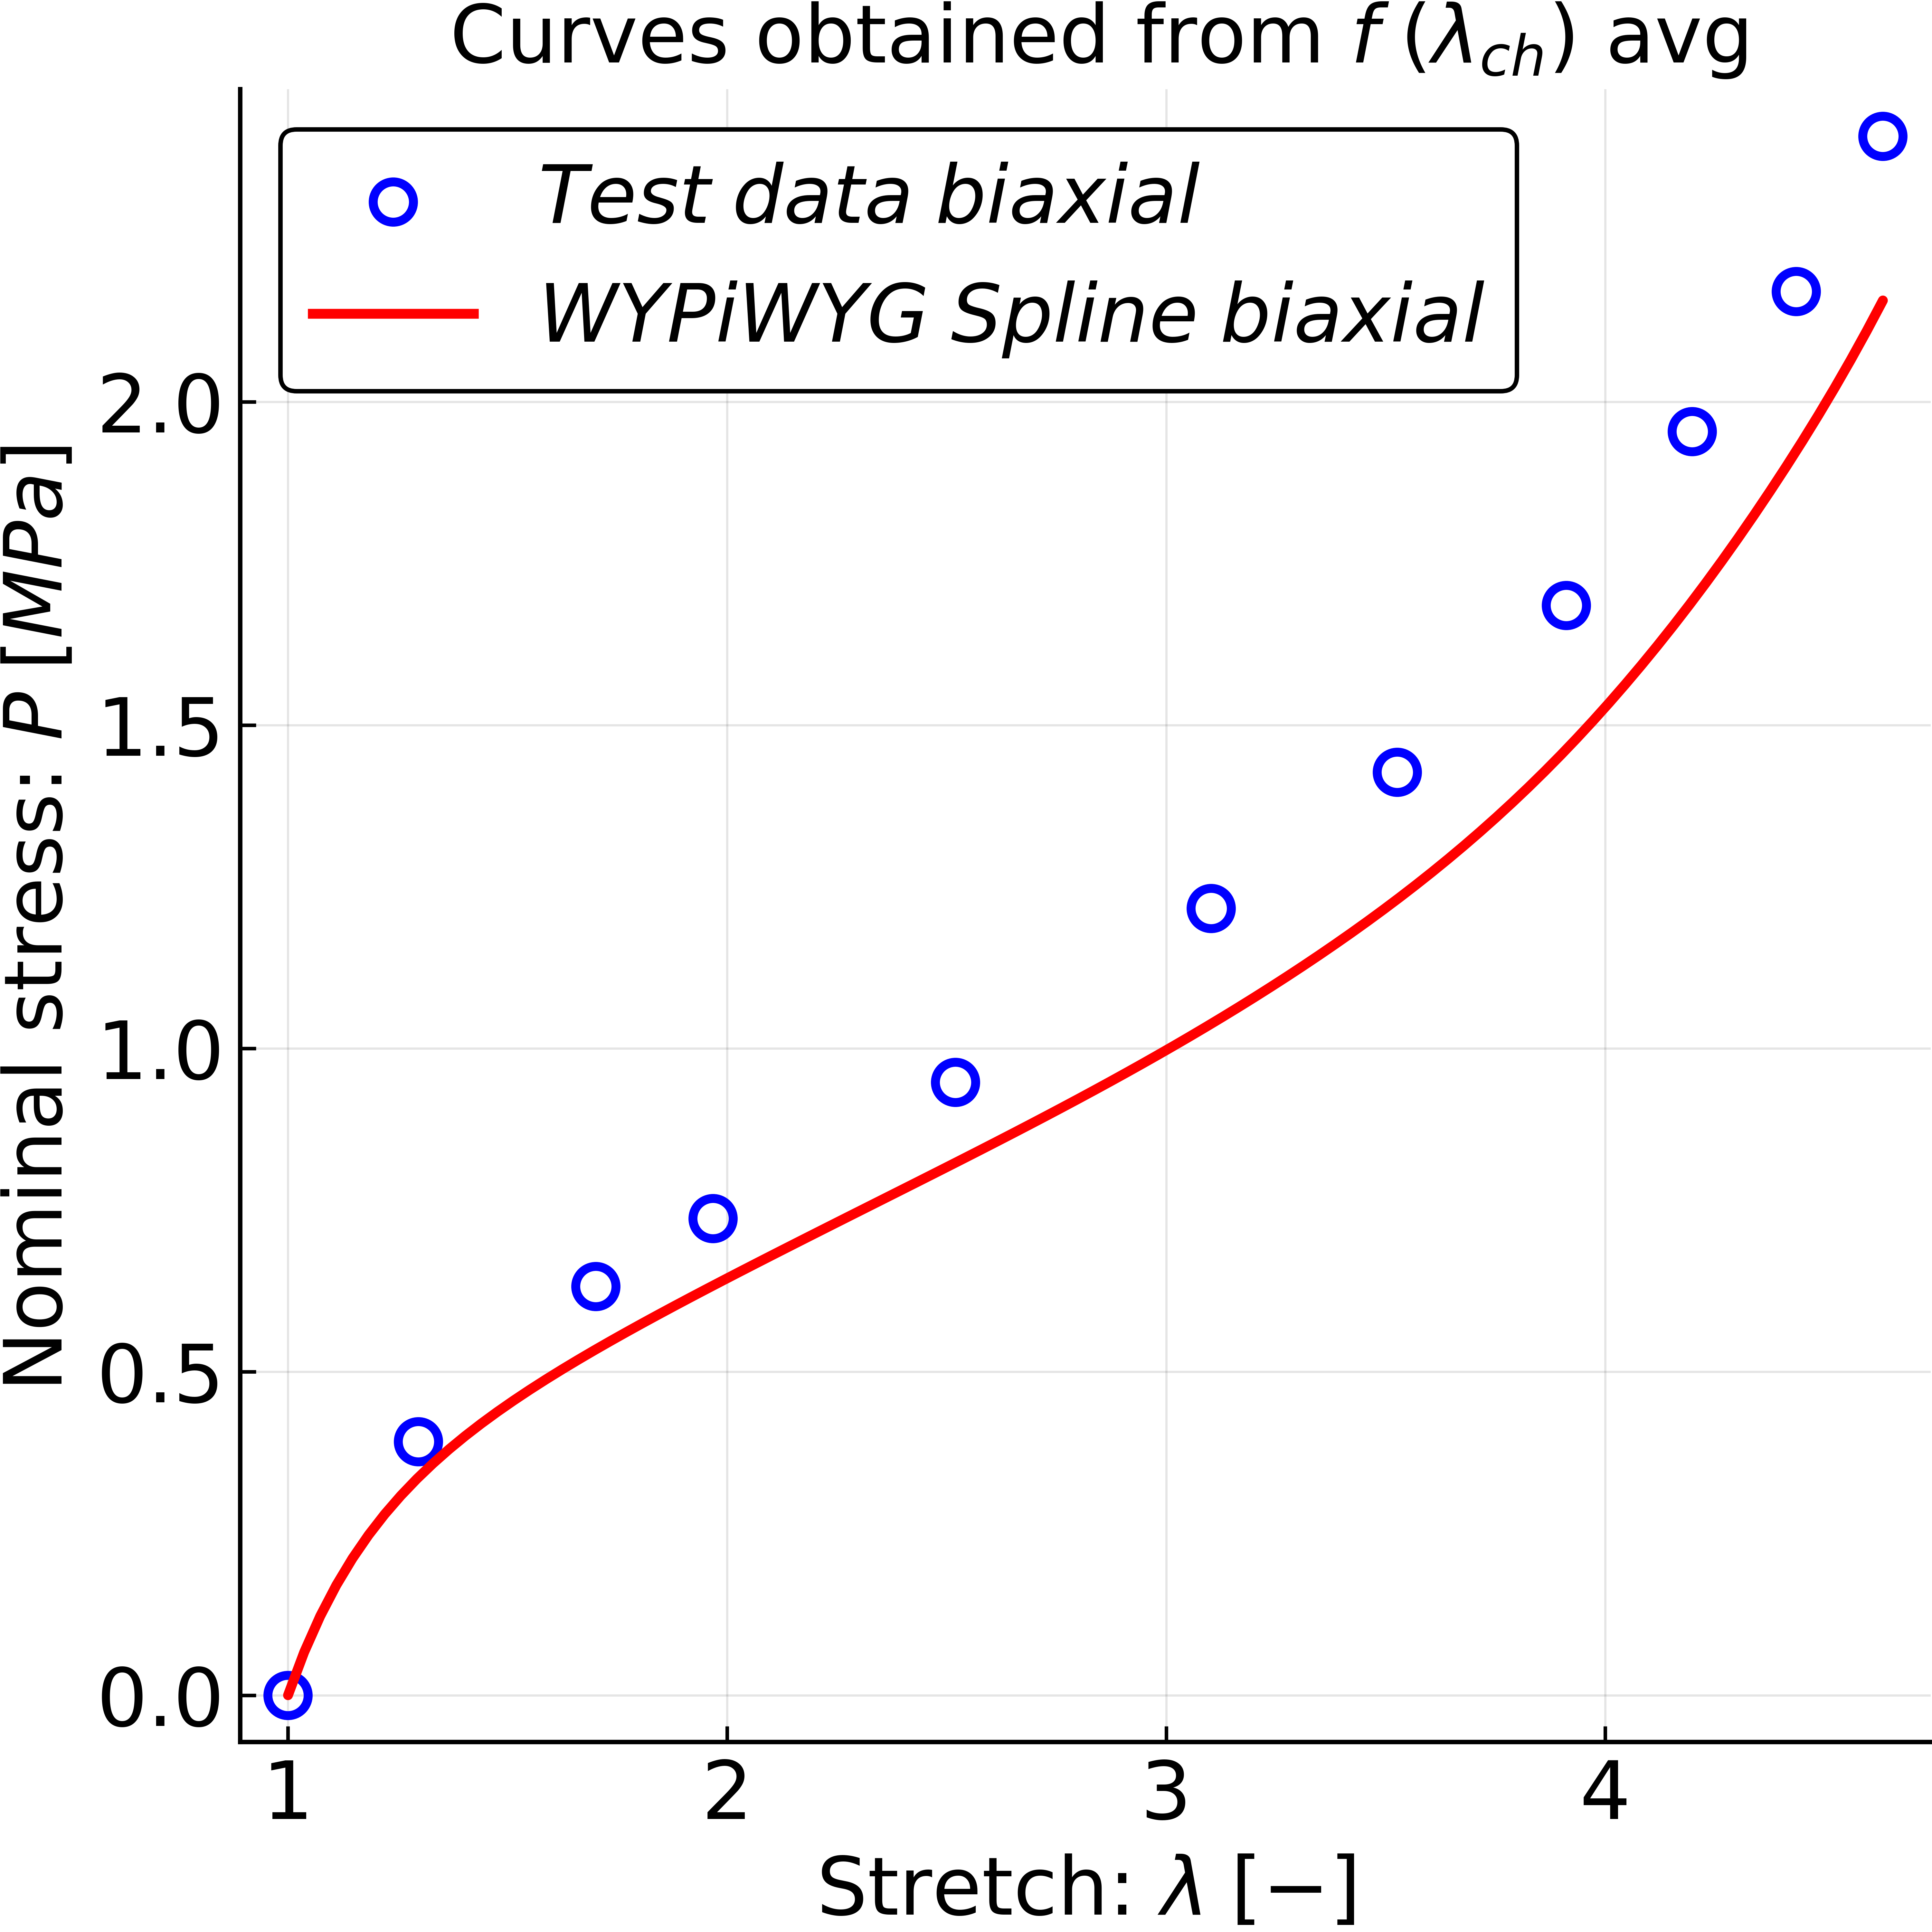 Curves obtained from f (λ_ch) avg
Test data biaxial
WYPiWYG Spline biaxial
Nominal stress: P [MPa]
2.0
1.5
1.0
0.5
0.0
1 2 3 4
Stretch: λ [−]